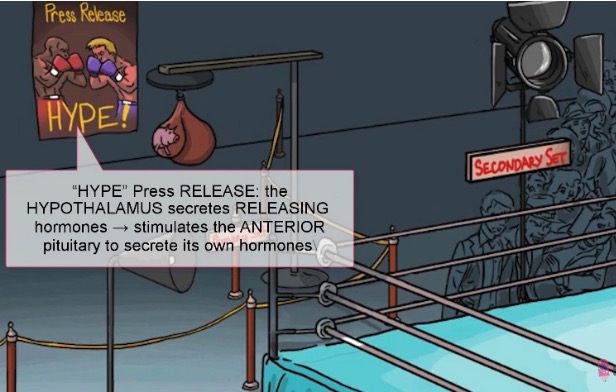 Press Release
HYPE!
SECONDARY SET
"HYPE" Press RELEASE: the
HYPOTHALAMUS secretes RELEASING
hormones → stimulates the ANTERIOR
pituitary to secrete its own hormones